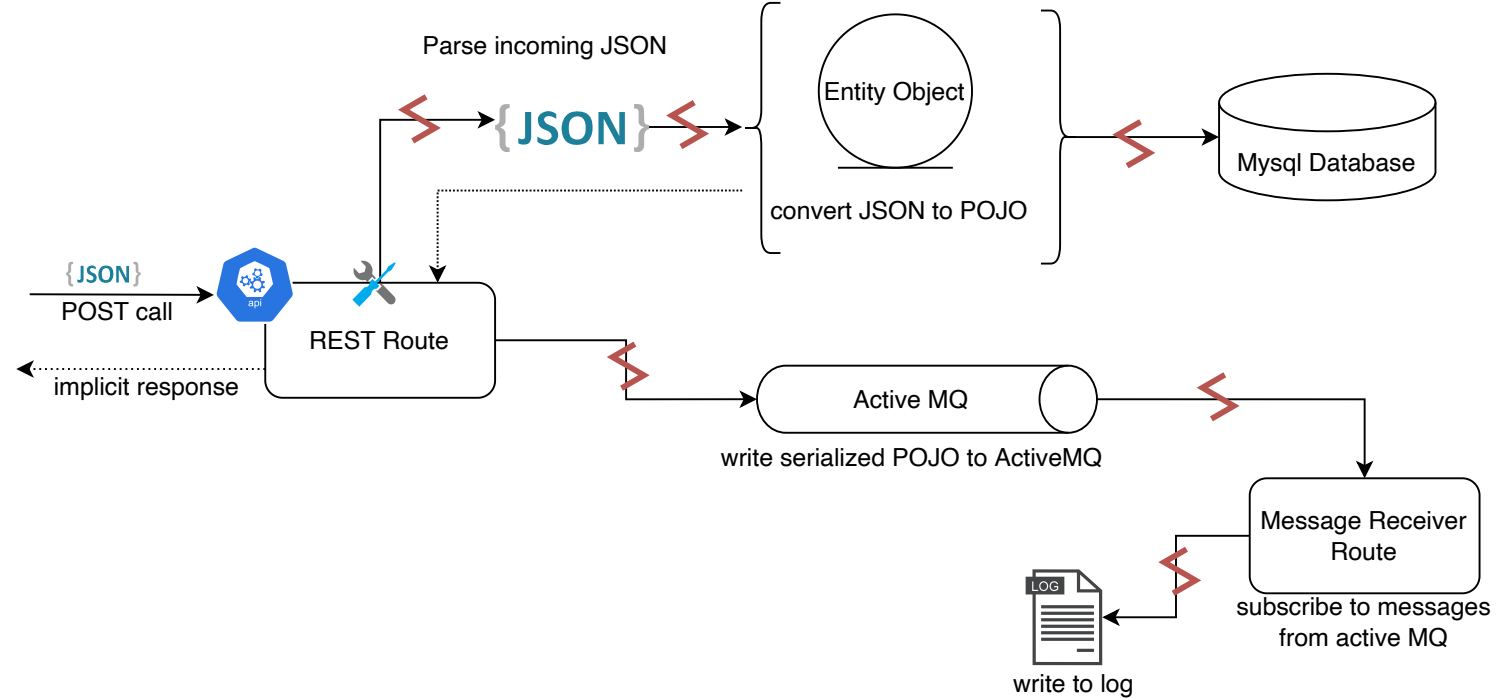 Parse incoming JSON
{JSON}
Entity Object
convert JSON to POJO
Mysql Database
{JSON}
POST call
api
REST Route
implicit response
Active MQ
write serialized POJO to ActiveMQ
Message Receiver
Route
subscribe to messages
from active MQ
LOG
write to log